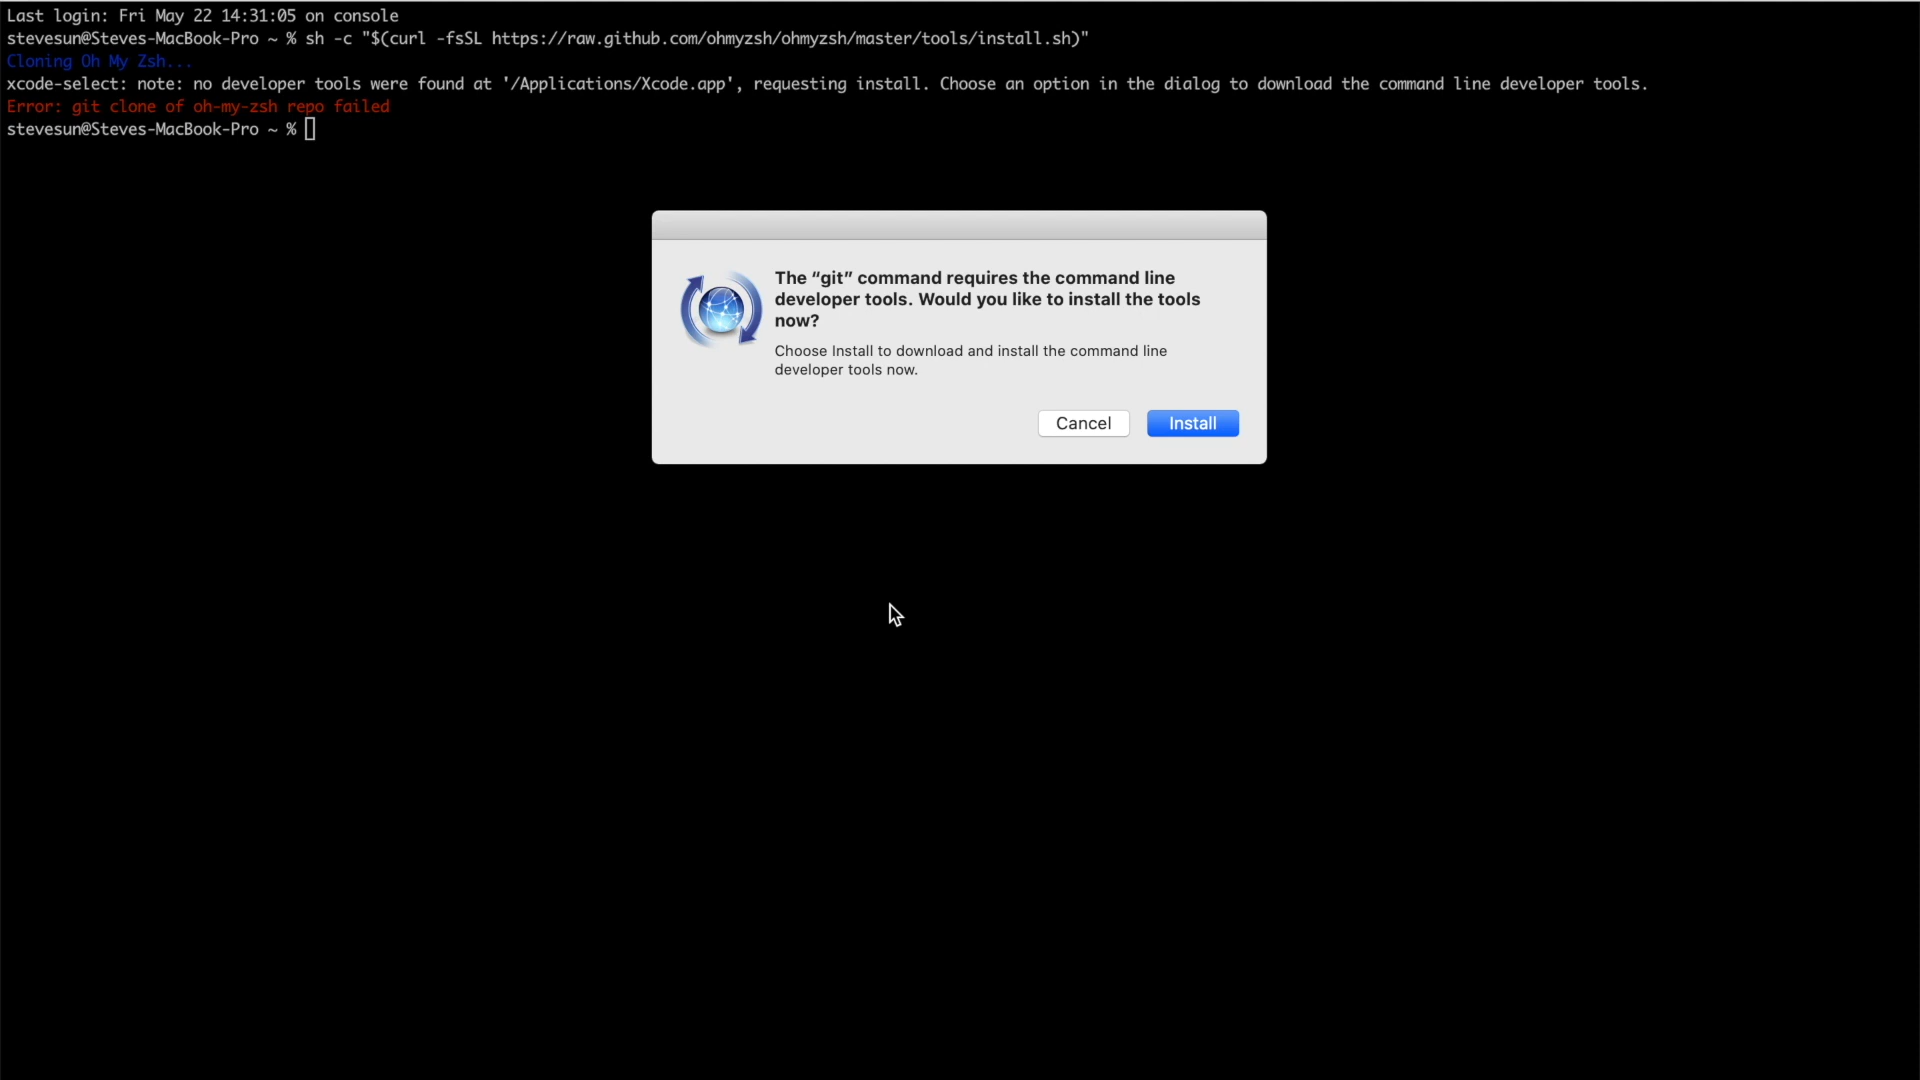 Last login: Fri May 22 14:31:05 on console
stevesun@Steves-MacBook-Pro ~ % sh -c "$(curl -fsSL https://raw.github.com/ohmyzsh/ohmyzsh/master/tools/install.sh)"
Cloning Oh My Zsh...
xcode-select: note: no developer tools were found at '/Applications/Xcode.app', requesting install. Choose an option in the dialog to download the command line developer tools.
Error: git clone of oh-my-zsh repo failed
stevesun@Steves-MacBook-Pro ~ %
The “git” command requires the command line
developer tools. Would you like to install the tools
now?
Choose Install to download and install the command line
developer tools now.
Cancel Install